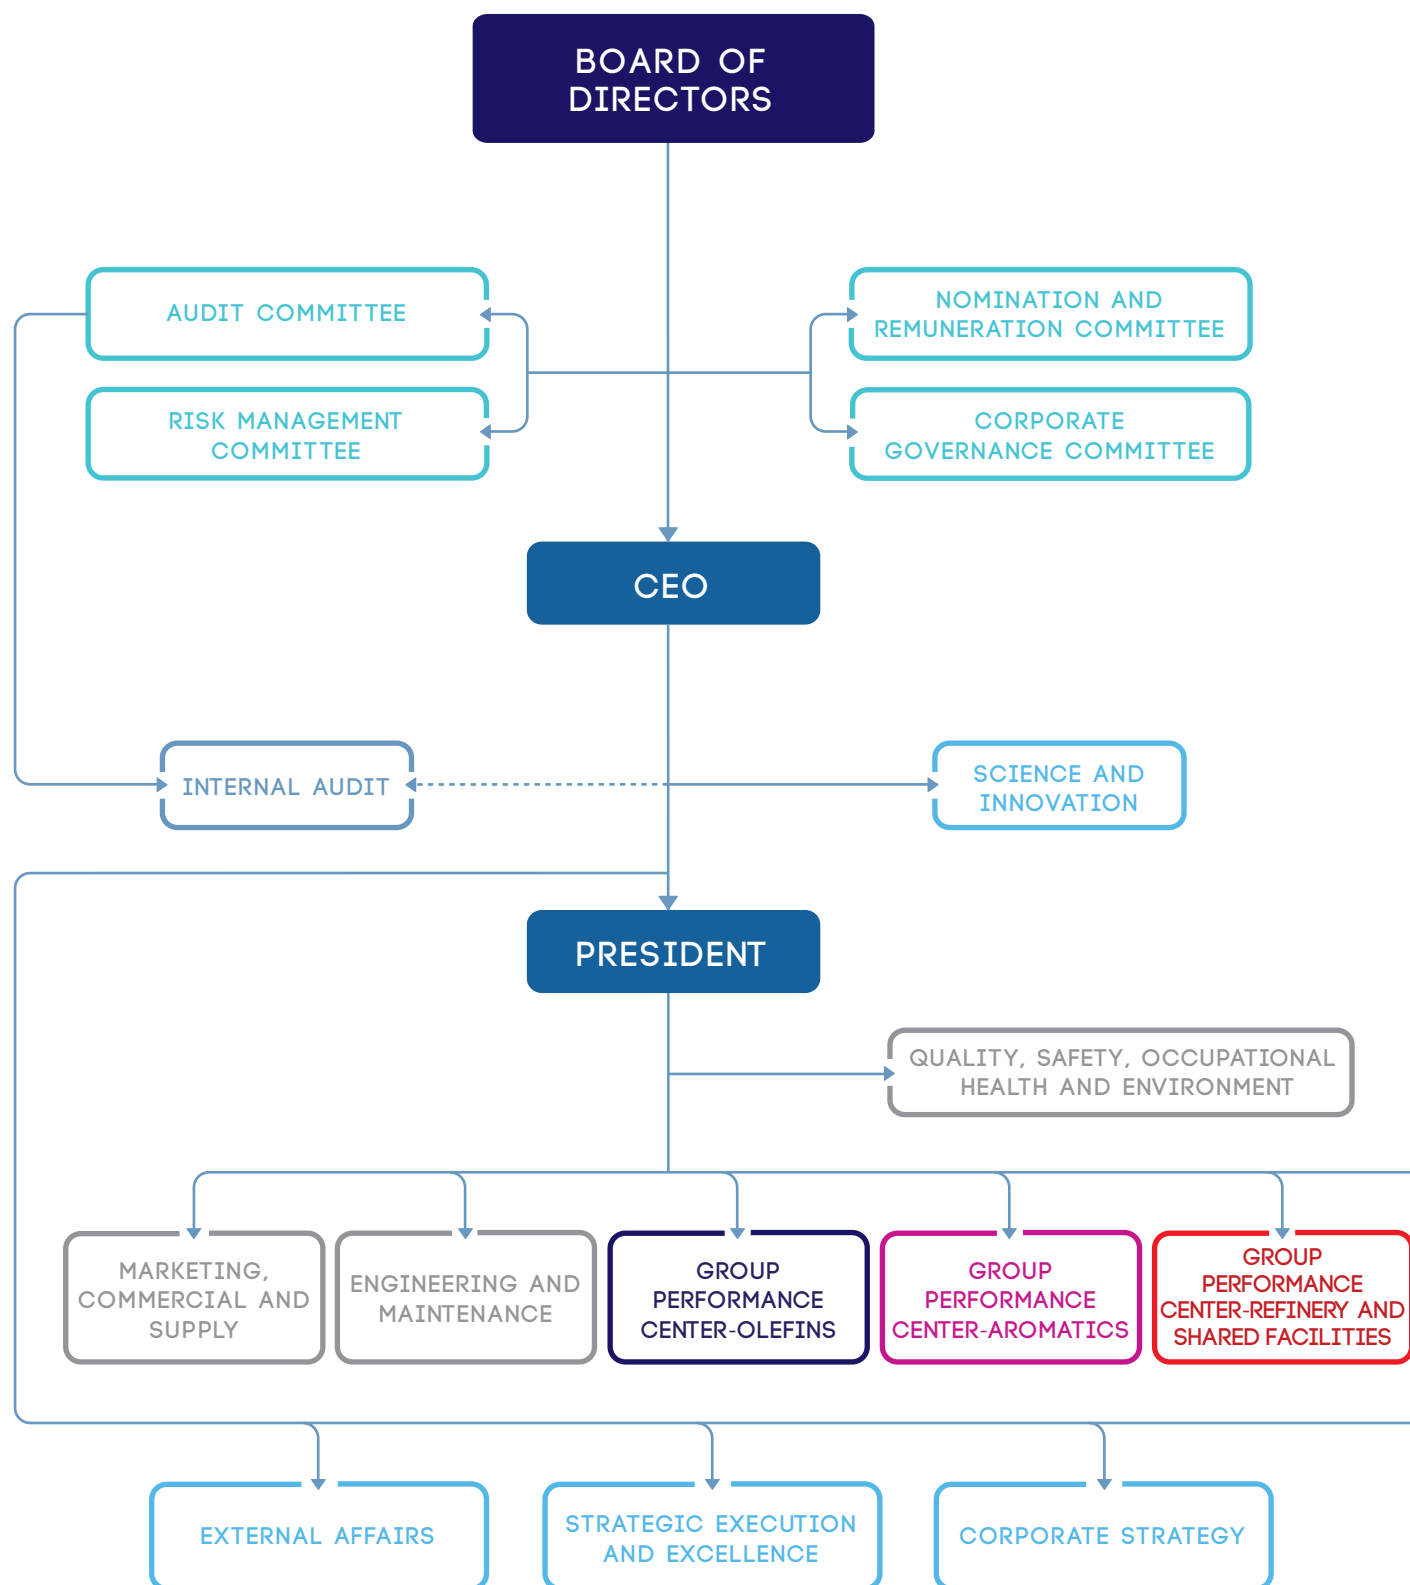 BOARD OF
DIRECTORS
AUDIT COMMITTEE
NOMINATION AND
REMUNERATION COMMITTEE
RISK MANAGEMENT
COMMITTEE
CORPORATE
GOVERNANCE COMMITTEE
CEO
INTERNAL AUDIT
SCIENCE AND
INNOVATION
PRESIDENT
QUALITY, SAFETY, OCCUPATIONAL
HEALTH AND ENVIRONMENT
MARKETING,
COMMERCIAL AND
SUPPLY
ENGINEERING AND
MAINTENANCE
GROUP
PERFORMANCE
CENTER-OLEFINS
GROUP
PERFORMANCE
CENTER-AROMATICS
GROUP
PERFORMANCE
CENTER-REFINERY AND
SHARED FACILITIES
EXTERNAL AFFAIRS
STRATEGIC EXECUTION
AND EXCELLENCE
CORPORATE STRATEGY